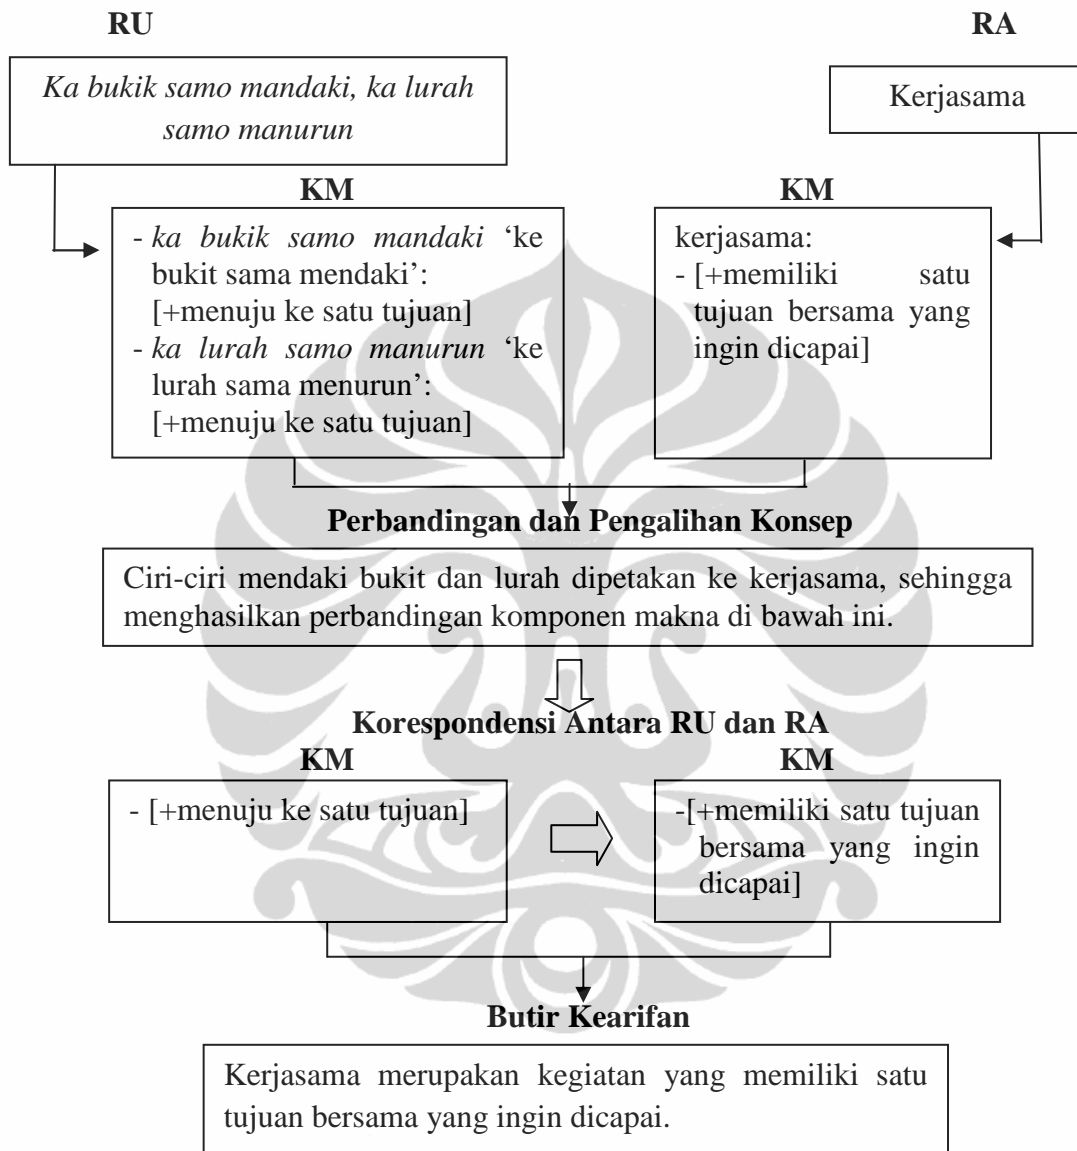 RU
RA
Ka bukik samo mandaki, ka lurah
samo manurun
Kerjasama
KM
- ka bukik samo mandaki ‘ke
bukit sama mendaki’:
[+menuju ke satu tujuan]
- ka lurah samo manurun ‘ke
lurah sama menurun’:
[+menuju ke satu tujuan]
KM
kerjasama:
- [+memiliki satu
tujuan bersama yang
ingin dicapai]
Perbandingan dan Pengalihan Konsep
Ciri-ciri mendaki bukit dan lurah dipetakan ke kerjasama, sehingga
menghasilkan perbandingan komponen makna di bawah ini.
Korespondensi Antara RU dan RA
KM
- [+menuju ke satu tujuan]
KM
-[+memiliki satu tujuan
bersama yang ingin
dicapai]
Butir Kearifan
Kerjasama merupakan kegiatan yang memiliki satu
tujuan bersama yang ingin dicapai.